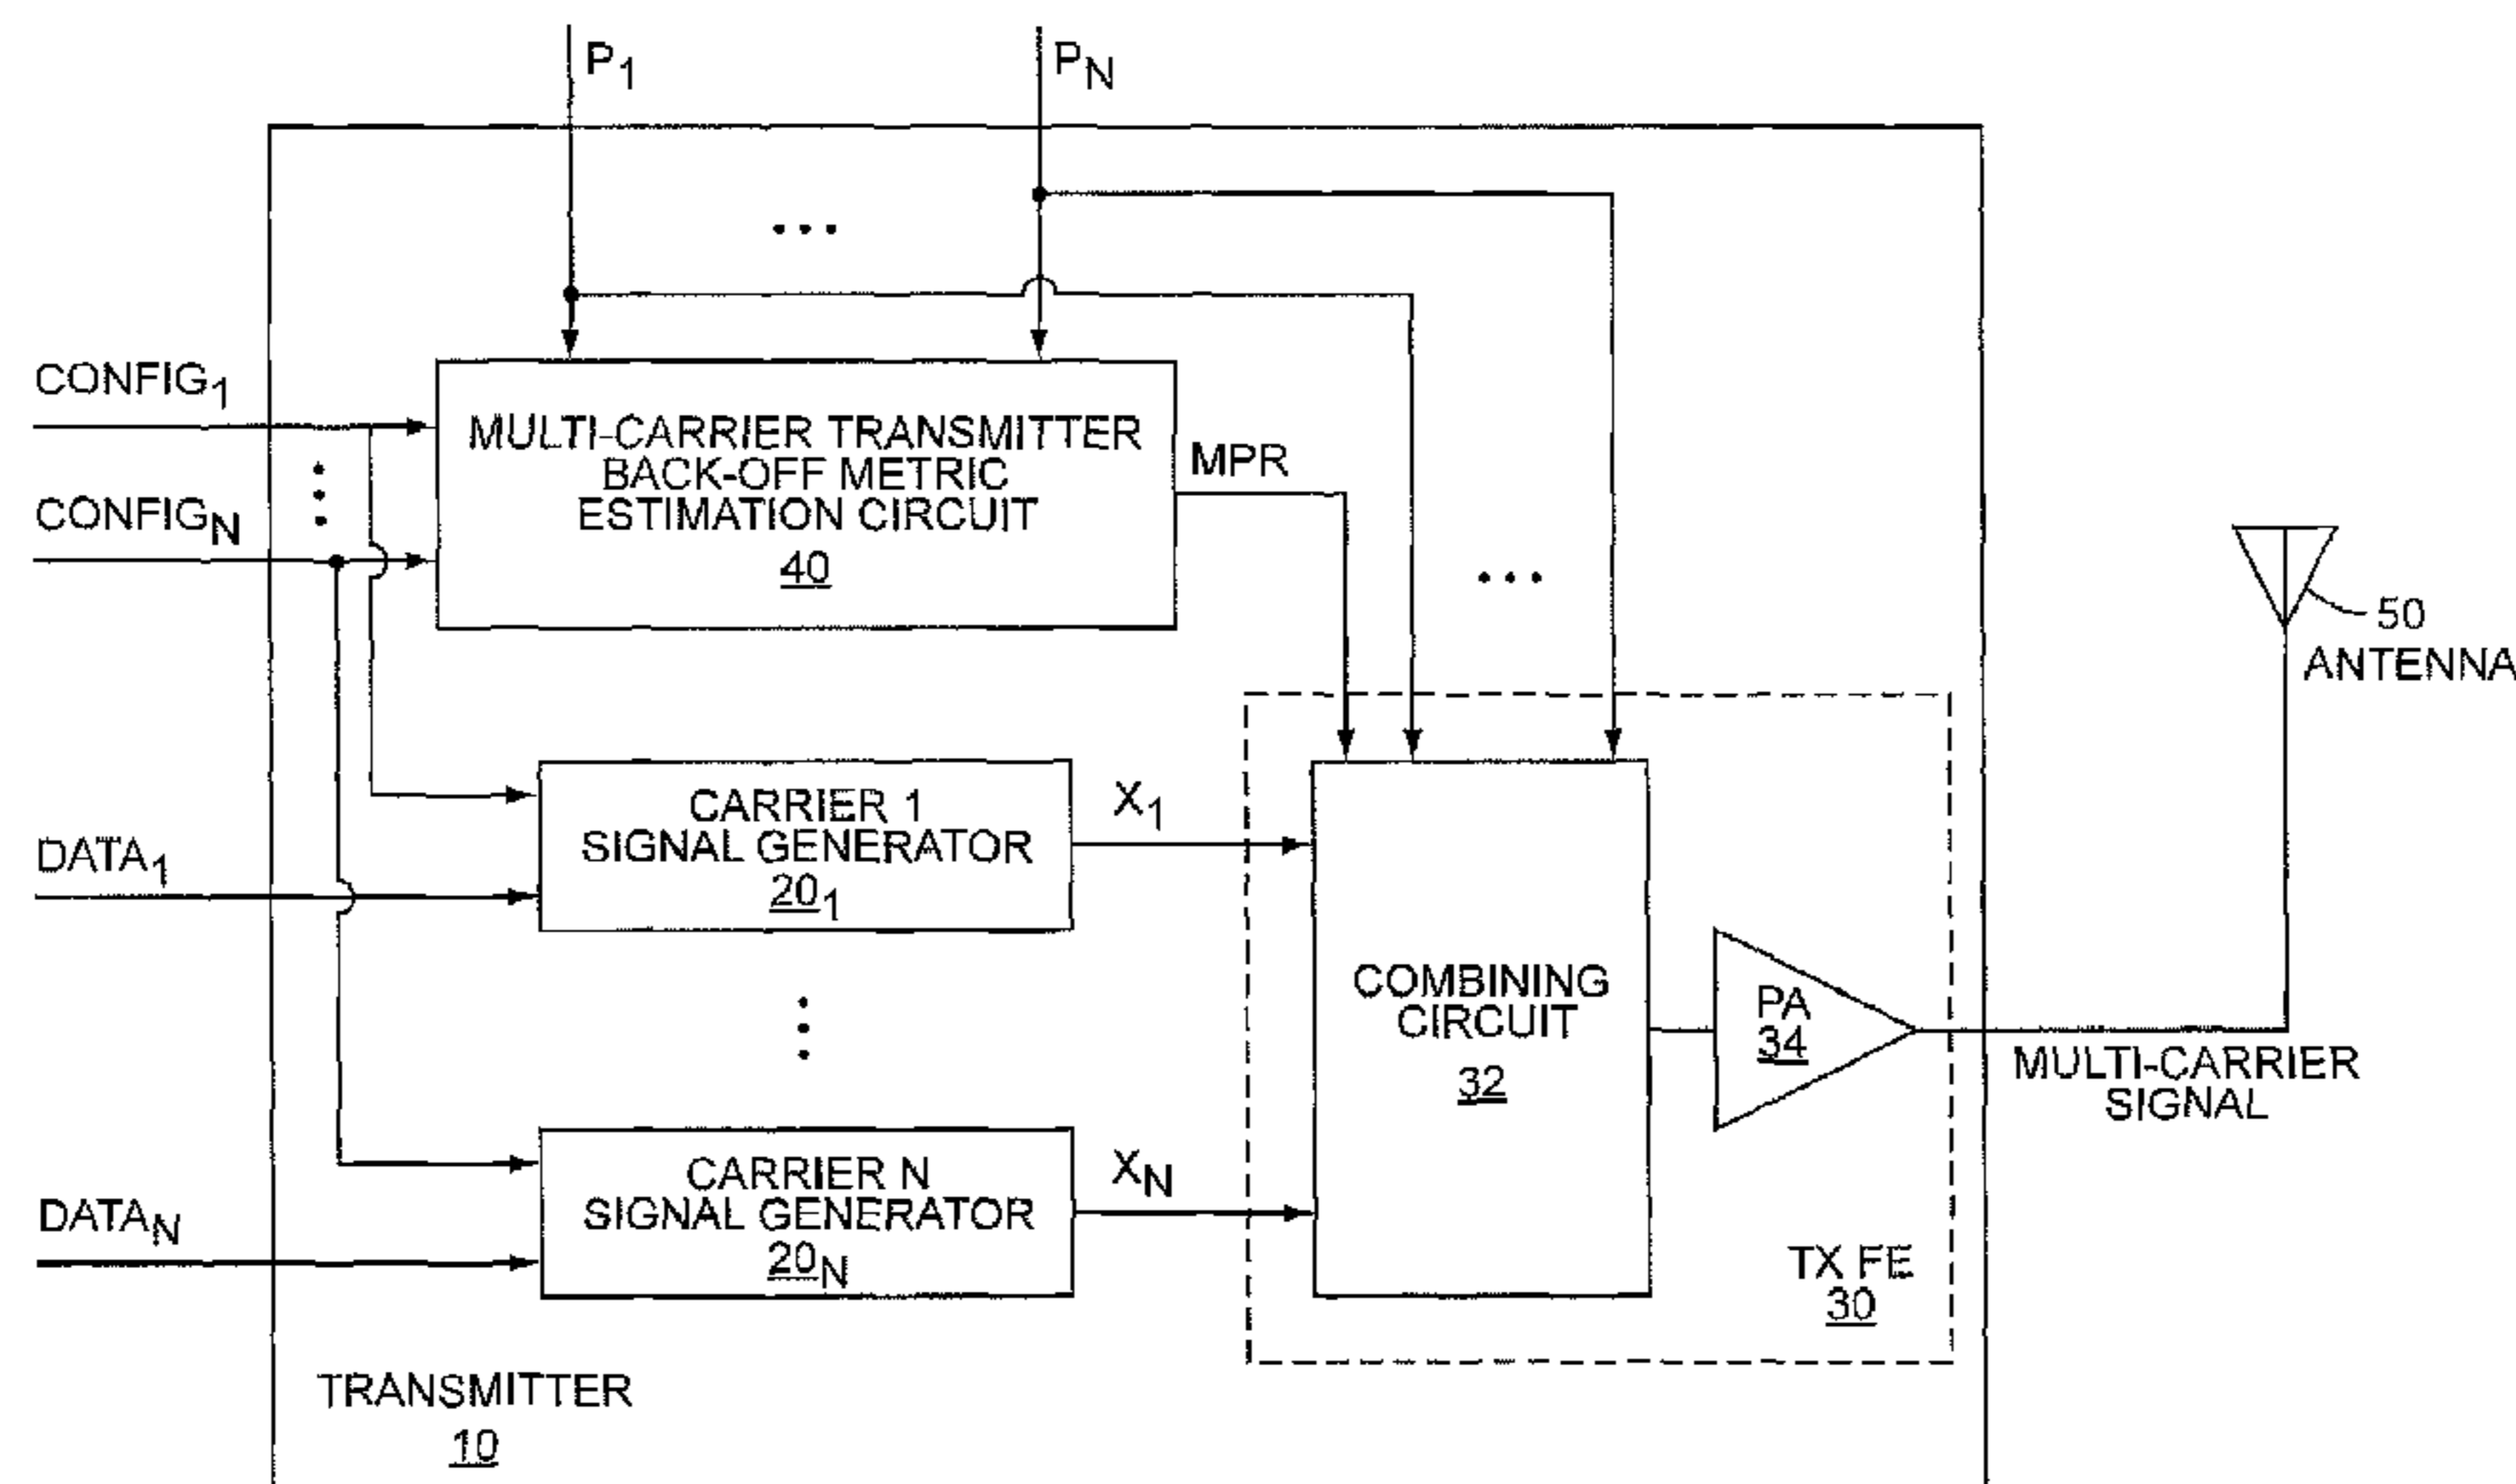 P1
PN
CONFIG1
CONFIGN
MULTI-CARRIER TRANSMITTER
BACK-OFF METRIC
ESTIMATION CIRCUIT
40
MPR
50
ANTENNA
CARRIER 1
SIGNAL GENERATOR
201
X1
DATA1
COMBINING
CIRCUIT
32
PA
34
MULTI-CARRIER
SIGNAL
CARRIER N
SIGNAL GENERATOR
20N
XN
DATAN
TX FE
30
TRANSMITTER
10